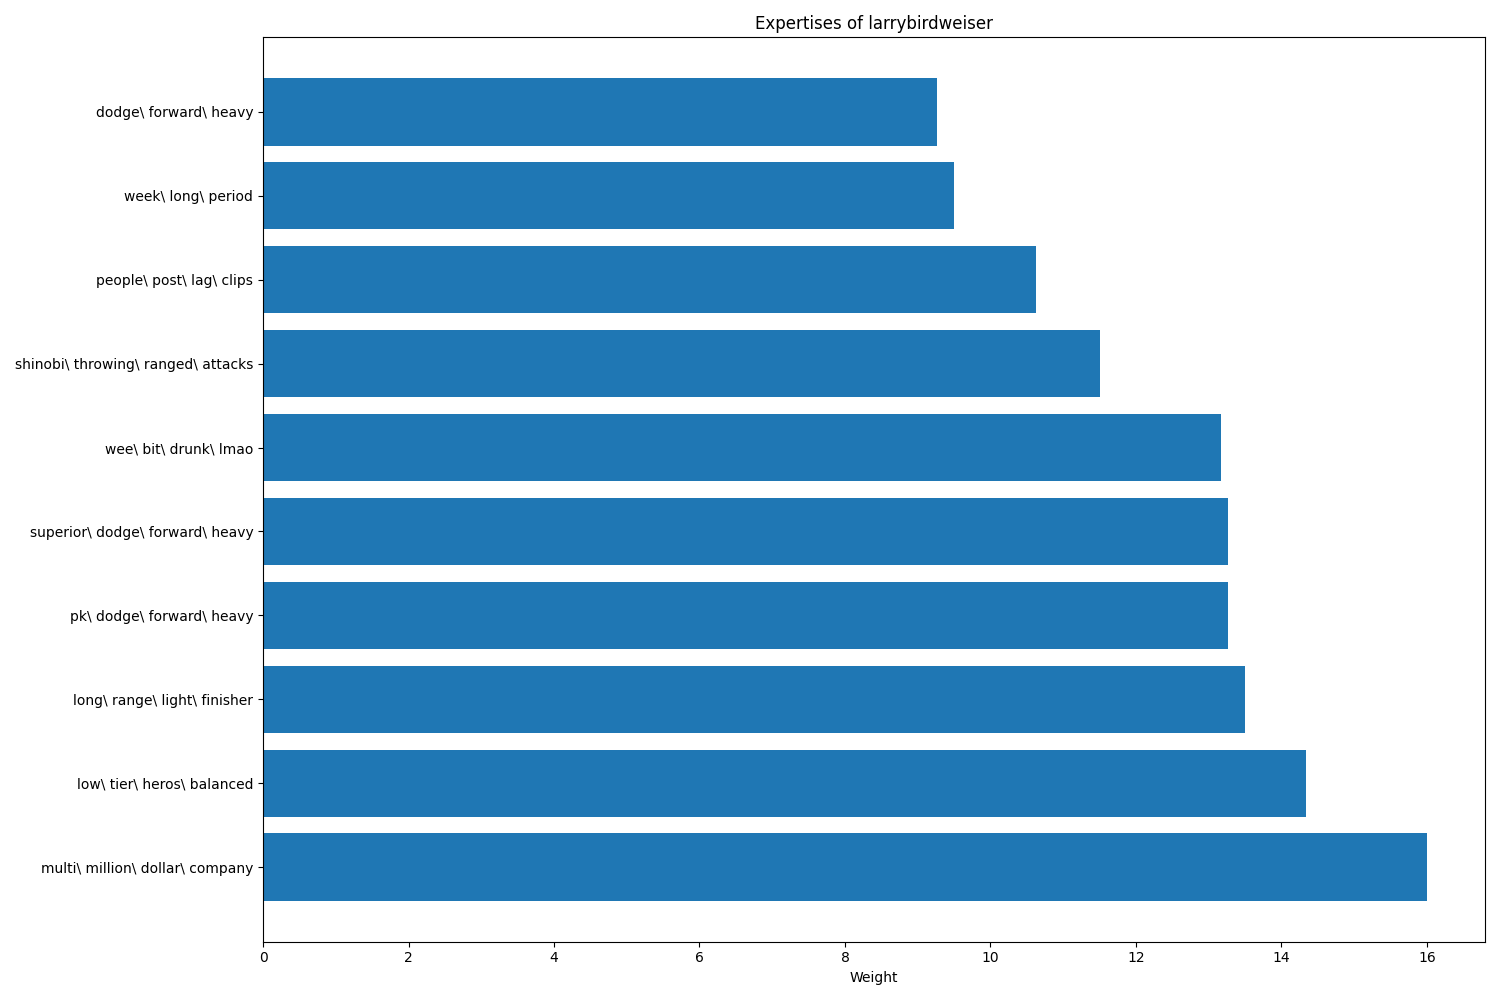 Expertises of larrybirdweiser
dodge\ forward\ heavy
week\ long\ period
people\ post\ lag\ clips
shinobi\ throwing\ ranged\ attacks
wee\ bit\ drunk\ lmao
superior\ dodge\ forward\ heavy
pk\ dodge\ forward\ heavy
long\ range\ light\ finisher
low\ tier\ heros\ balanced
multi\ million\ dollar\ company
0 2 4 6 8 10 12 14 16
Weight